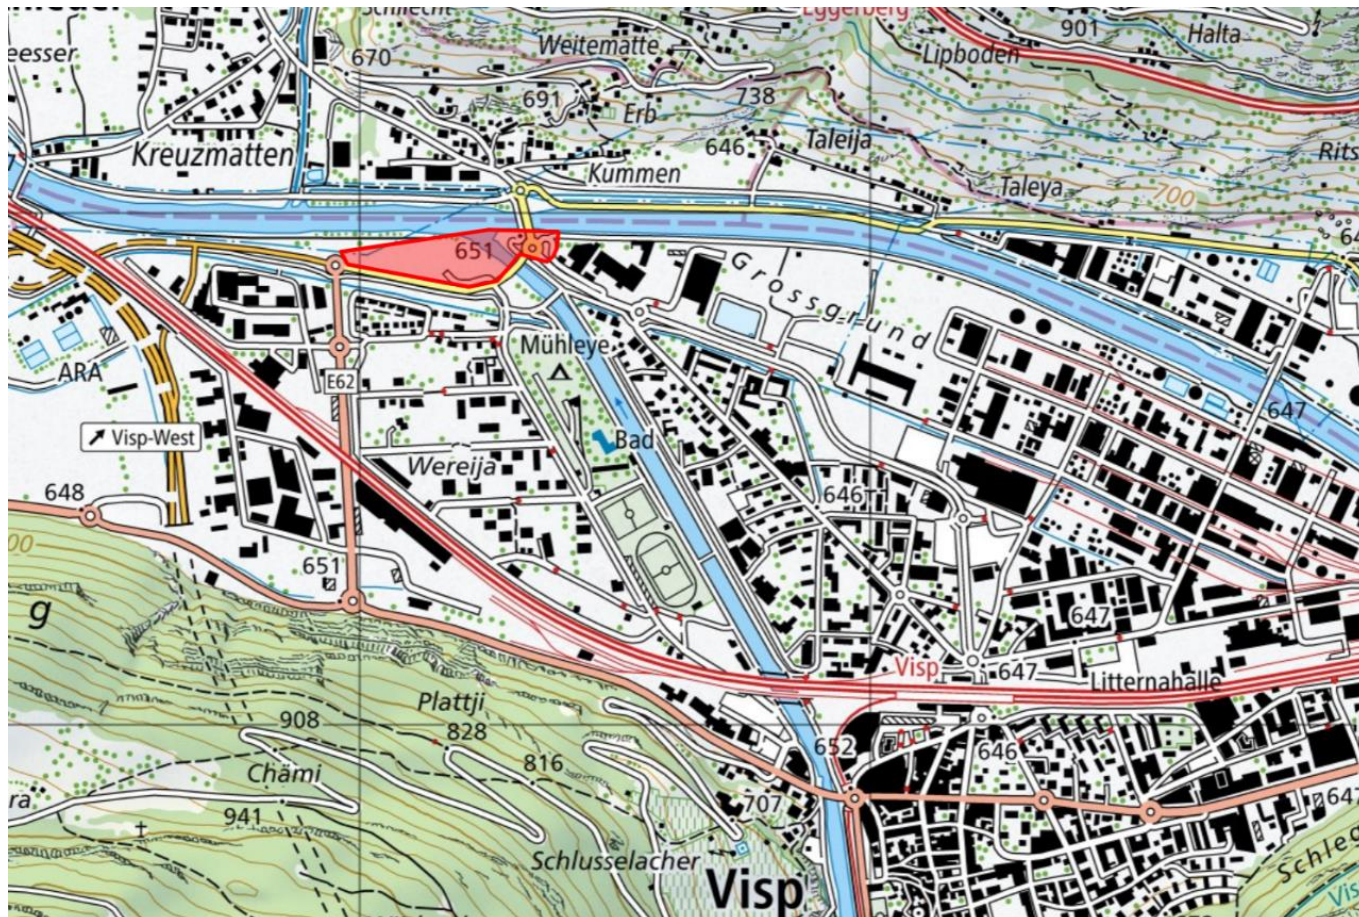 Eggerberg
901
Halta
Weitematte
Lipboden
670
691
738
Erb
Kreuzmatten
646
Taleija
Kummen
Taleya
700
651
Grossgrund
Mühleye
ARA
E62
647
Visp-West
Bad
Wereija
648
646
651
g
647
Visp
647
Litternahalle
Plattji
908
828
652
646
Chämi
816
941
707
Schlusselacher
Visp